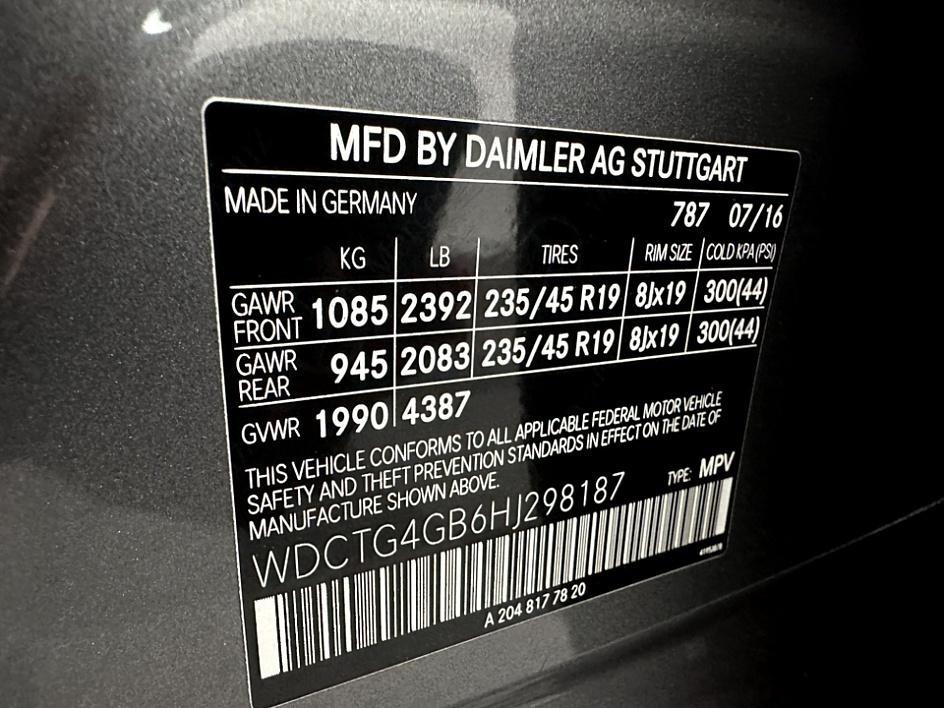 MFD BY DAIMLER AG STUTTGART
MADE IN GERMANY 787 07/16
KG LB TIRES RIM SIZE COLD KPA (PSI)
GAWR FRONT 1085 2392 235/45 R19 8Jx19 300(44)
GAWR REAR 945 2083 235/45 R19 8Jx19 300(44)
GVWR 1990 4387
THIS VEHICLE CONFORMS TO ALL APPLICABLE FEDERAL MOTOR VEHICLE
SAFETY AND THEFT PREVENTION STANDARDS IN EFFECT ON THE DATE OF
MANUFACTURE SHOWN ABOVE.
TYPE: MPV
WDCTG4GB6HJ298187
A 204 817 78 20